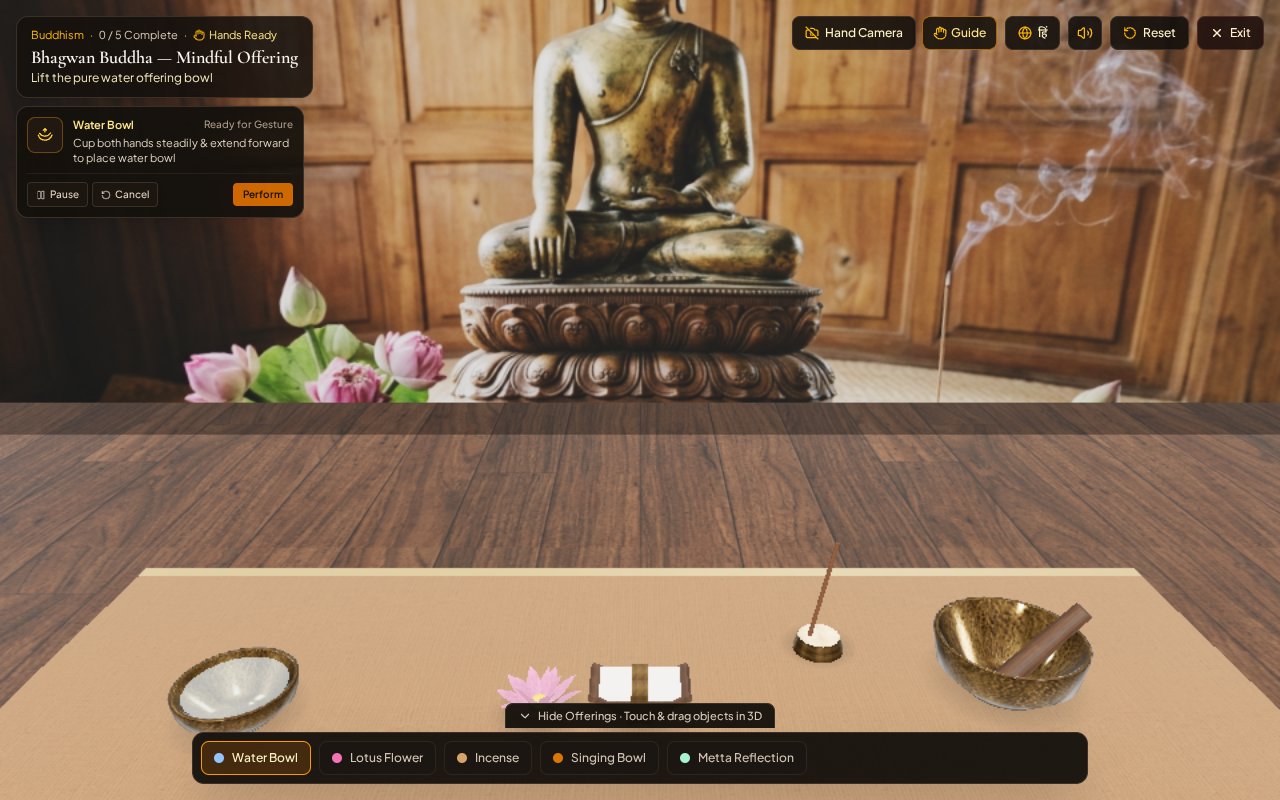 Buddhism · 0 / 5 Complete · Hands Ready
Bhagwan Buddha — Mindful Offering
Lift the pure water offering bowl
Hand Camera
Guide
हिं
Reset
Exit
Water Bowl
Ready for Gesture
Cup both hands steadily & extend forward
to place water bowl
Pause
Cancel
Perform
Hide Offerings · Touch & drag objects in 3D
Water Bowl
Lotus Flower
Incense
Singing Bowl
Metta Reflection